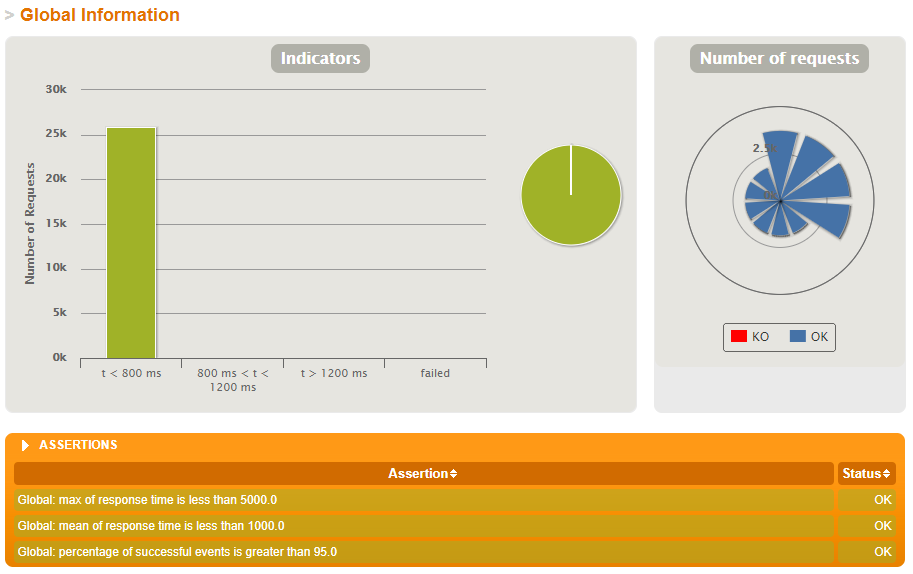 > Global Information
Indicators
Number of requests
30k
25k
20k
15k
10k
5k
0k
Number of Requests
t < 800 ms
800 ms < t <
1200 ms
t > 1200 ms
failed
2.5k
KO
OK
ASSERTIONS
Assertion
Status
Global: max of response time is less than 5000.0
OK
Global: mean of response time is less than 1000.0
OK
Global: percentage of successful events is greater than 95.0
OK